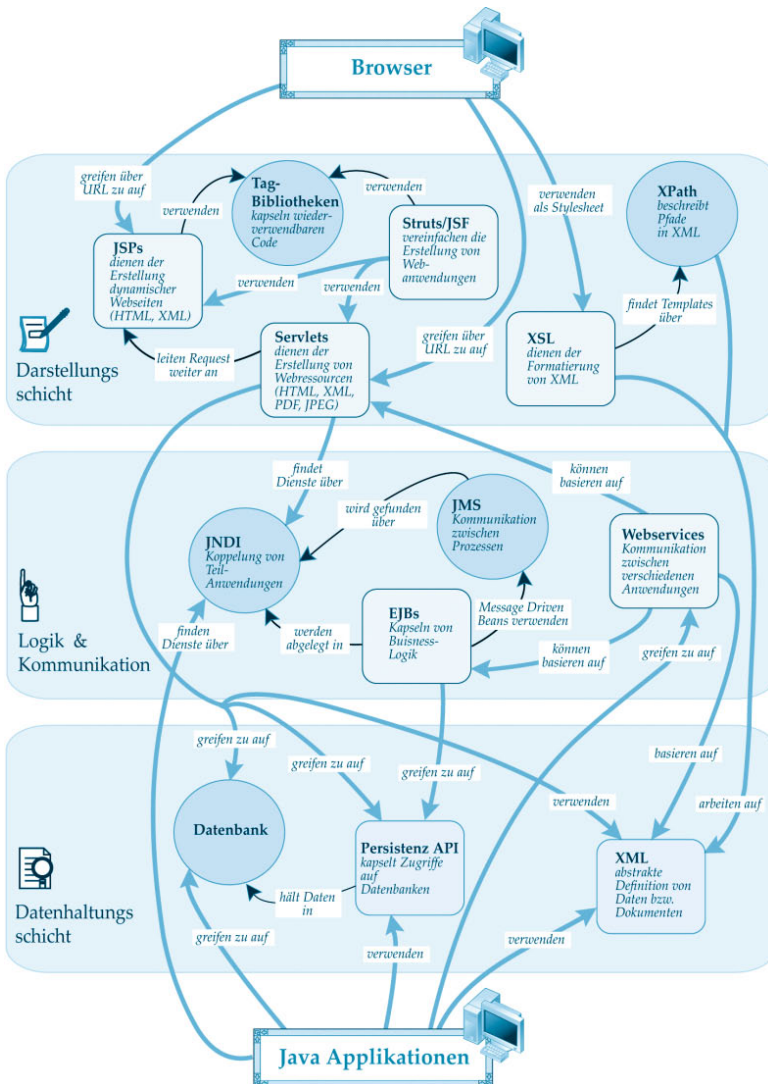 Browser
greifen über
URL zu auf
verwenden
Tag-
Bibliotheken
kapseln wieder-
verwendbaren
Code
verwenden
Struts/JSF
vereinfachen die
Erstellung von
Web-
anwendungen
verwenden
als Stylesheet
XPath
beschreibt
Pfade
in XML
JSPs
dienen der
Erstellung
dynamischer
Webseiten
(HTML, XML)
verwenden
verwenden
findet Templates
über
Darstellungs
schicht
leiten Request
weiter an
Servlets
dienen der
Erstellung von
Webressourcen
(HTML, XML,
PDF, JPEG)
greifen über
URL zu auf
XSL
dienen der
Formatierung
von XML
findet
Dienste über
können
basieren auf
JNDI
Koppelung von
Teil-
Anwendungen
wird gefunden
über
JMS
Kommunikation
zwischen
Prozessen
Webservices
Kommunikation
zwischen
verschiedenen
Anwendungen
Logik &
Kommunikation
finden
Dienste über
werden
abgelegt in
EJBs
Kapseln von
Buisness-
Logik
Message Driven
Beans verwenden
können
basieren auf
greifen zu auf
greifen zu auf
greifen zu auf
greifen zu auf
basieren auf
verwenden
arbeiten auf
Datenbank
Persistenz API
kapselt Zugriffe
auf
Datenbanken
XML
abstrakte
Definition von
Daten bzw.
Dokumenten
Datenhaltungs
schicht
hält Daten
in
greifen zu auf
verwenden
verwenden
Java Applikationen